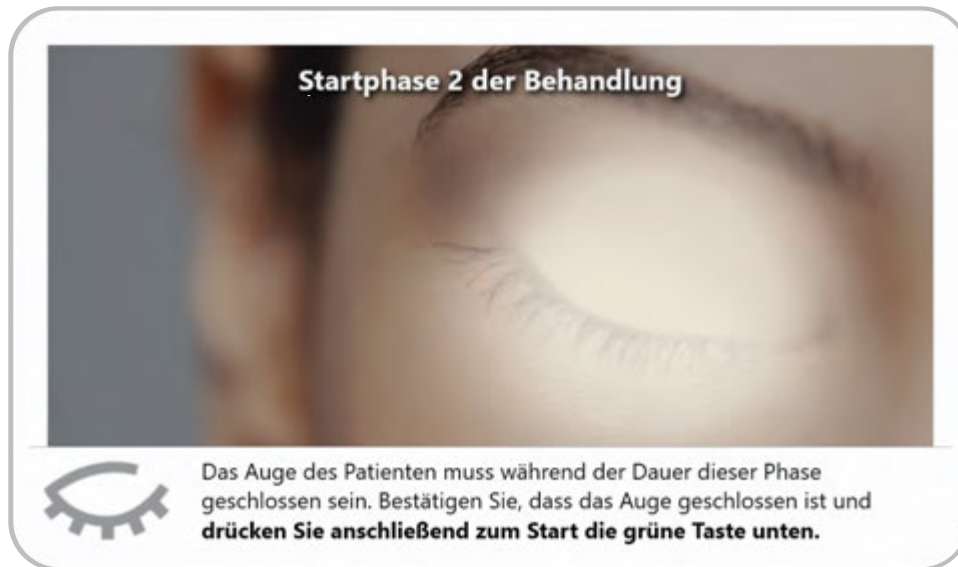 Startphase 2 der Behandlung
Das Auge des Patienten muss während der Dauer dieser Phase
geschlossen sein. Bestätigen Sie, dass das Auge geschlossen ist und
drücken Sie anschließend zum Start die grüne Taste unten.